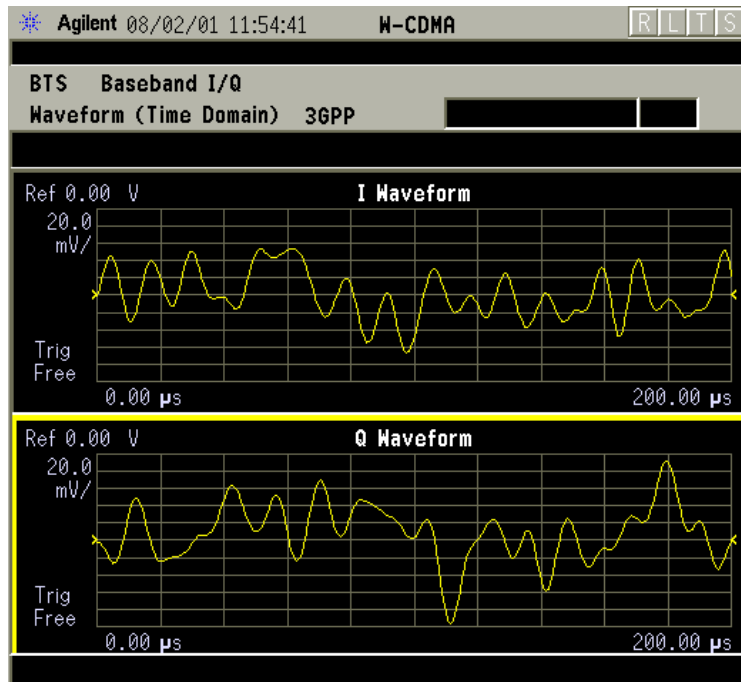 Agilent 08/02/01 11:54:41 W-CDMA R L T S
BTS Baseband I/Q
Waveform (Time Domain) 3GPP
Ref 0.00 V I Waveform
20.0
mV/
Trig
Free
0.00 µs 200.00 µs
Ref 0.00 V Q Waveform
20.0
mV/
Trig
Free
0.00 µs 200.00 µs